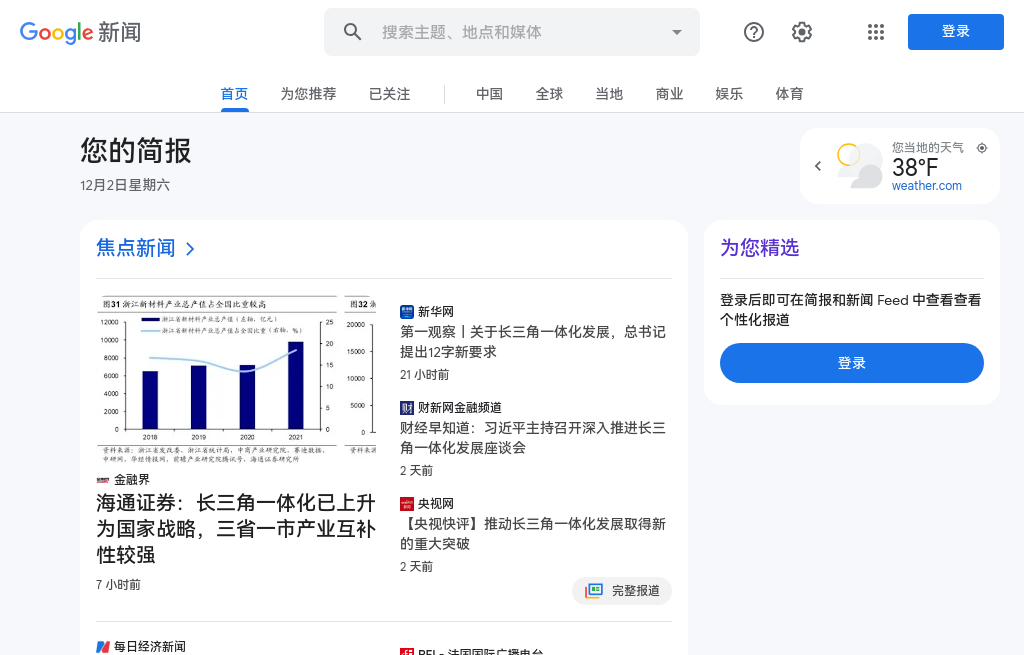 Google 新闻
搜索主题、地点和媒体
登录
首页
为您推荐
已关注
中国
全球
当地
商业
娱乐
体育
您的简报
12月2日星期六
您当地的天气
38°F
weather.com
焦点新闻
图31 浙江新材料产业总产值占全国比重较高
图32
浙江省新材料产业总产值（左轴，亿元）
浙江省新材料产业总产值占全国比重（右轴，%）
12000
10000
8000
6000
4000
2000
0
25
20
15
10
5
0
2018
2019
2020
2021
20000
15000
10000
5000
0
资料来源：浙江省发改委、浙江省统计局、中商产业研究院、赛迪数据、
中研网、华经情报网、前瞻产业研究院腾讯号、海通证券研究所
资料来
金融界
海通证券：长三角一体化已上升
为国家战略，三省一市产业互补
性较强
7 小时前
新华网
第一观察丨关于长三角一体化发展，总书记
提出12字新要求
21 小时前
财新网金融频道
财经早知道：习近平主持召开深入推进长三
角一体化发展座谈会
2 天前
央视网
【央视快评】推动长三角一体化发展取得新
的重大突破
2 天前
完整报道
每日经济新闻
RFI - 法国国际广播电台
为您精选
登录后即可在简报和新闻 Feed 中查看查看
个性化报道
登录